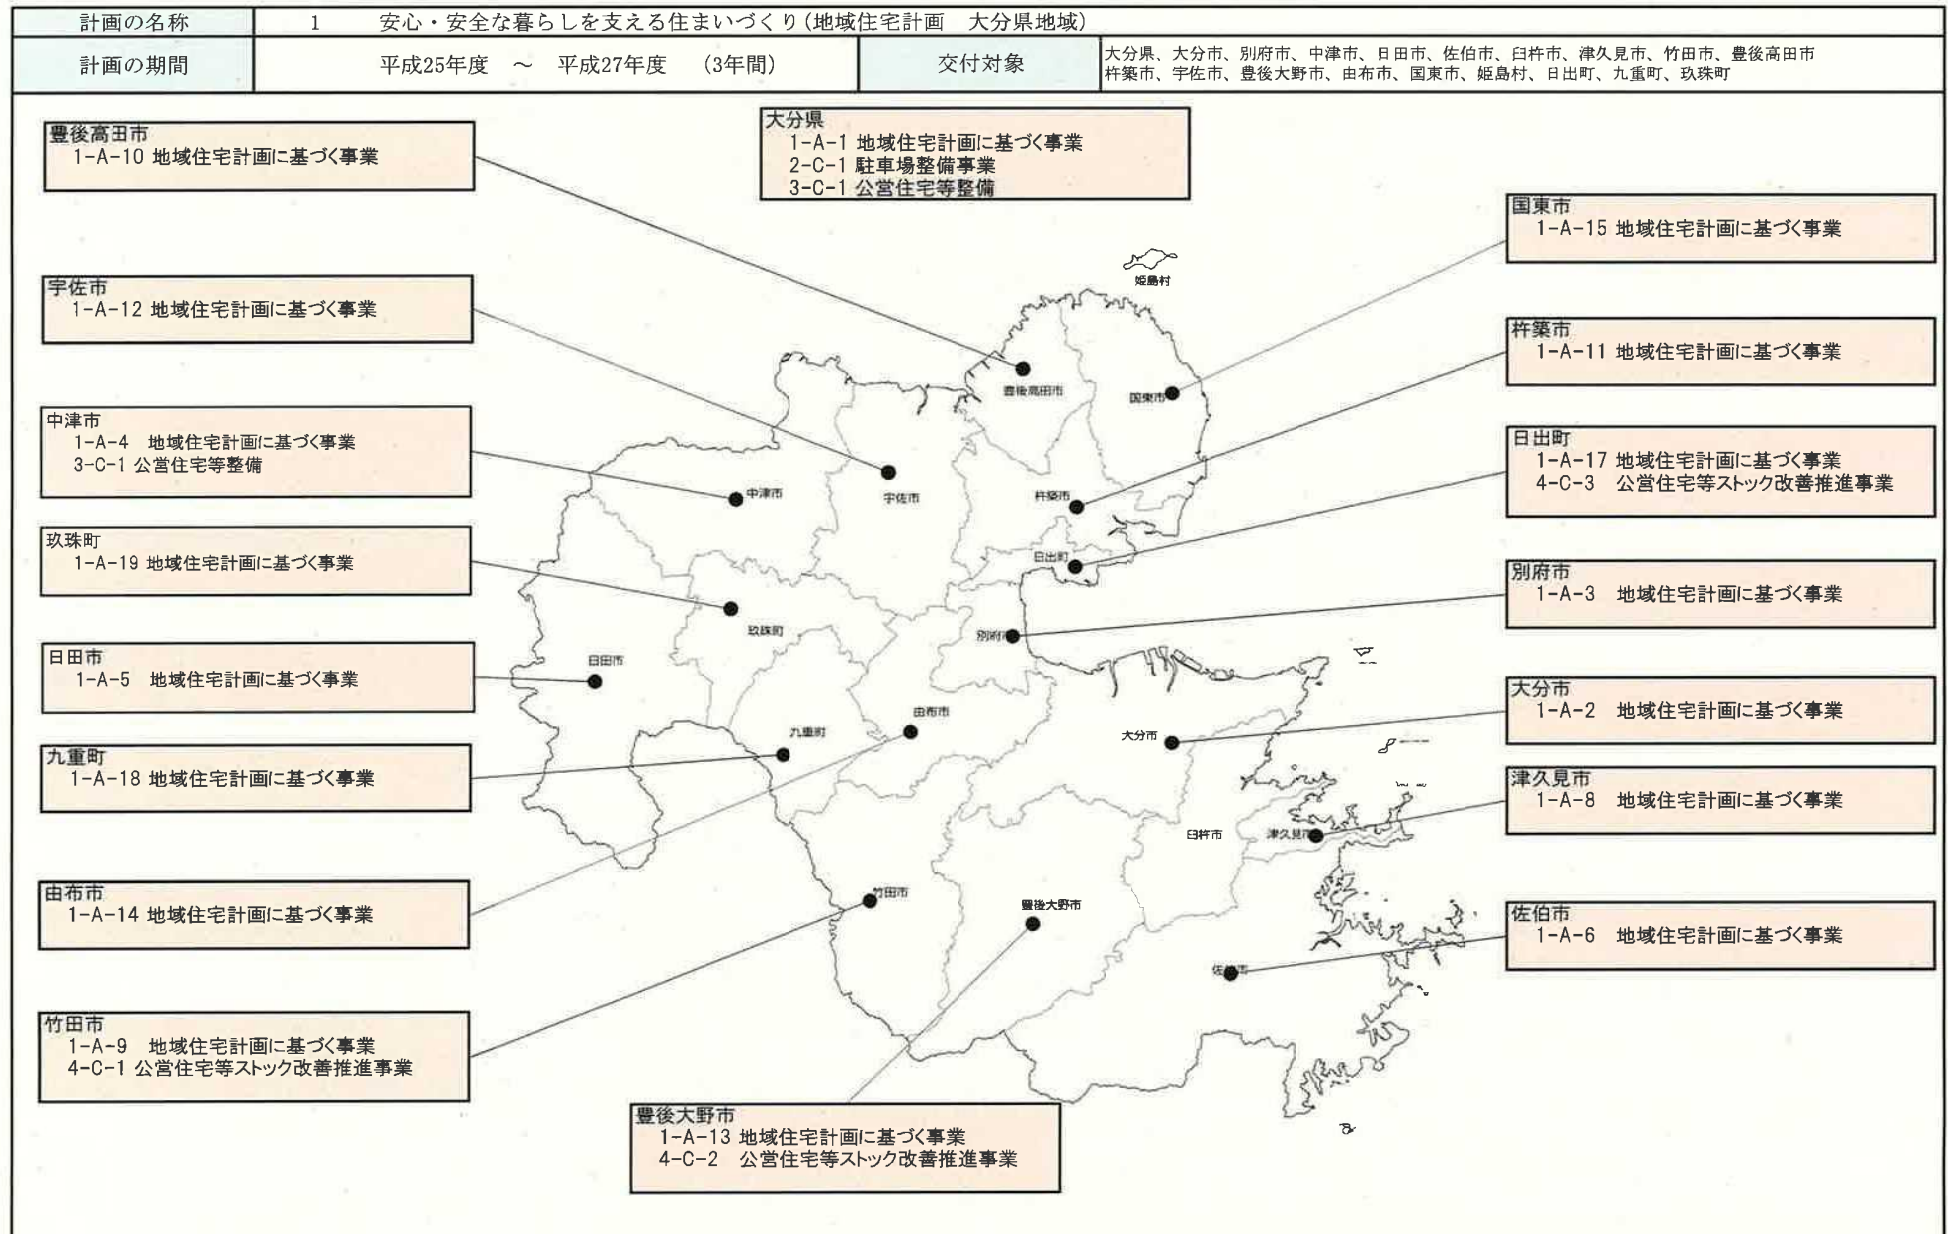 計画の名称　1　安心・安全な暮らしを支える住まいづくり(地域住宅計画　大分県地域)
計画の期間　平成25年度　～　平成27年度　（3年間）　交付対象
大分県、大分市、別府市、中津市、日田市、佐伯市、臼杵市、津久見市、竹田市、豊後高田市
杵築市、宇佐市、豊後大野市、由布市、国東市、姫島村、日出町、九重町、玖珠町
豊後高田市
1-A-10 地域住宅計画に基づく事業
大分県
1-A-1 地域住宅計画に基づく事業
2-C-1 駐車場整備事業
3-C-1 公営住宅等整備
国東市
1-A-15 地域住宅計画に基づく事業
宇佐市
1-A-12 地域住宅計画に基づく事業
杵築市
1-A-11 地域住宅計画に基づく事業
中津市
1-A-4　地域住宅計画に基づく事業
3-C-1 公営住宅等整備
日出町
1-A-17 地域住宅計画に基づく事業
4-C-3　公営住宅等ストック改善推進事業
玖珠町
1-A-19 地域住宅計画に基づく事業
別府市
1-A-3　地域住宅計画に基づく事業
日田市
1-A-5　地域住宅計画に基づく事業
大分市
1-A-2　地域住宅計画に基づく事業
九重町
1-A-18 地域住宅計画に基づく事業
津久見市
1-A-8　地域住宅計画に基づく事業
由布市
1-A-14 地域住宅計画に基づく事業
佐伯市
1-A-6　地域住宅計画に基づく事業
竹田市
1-A-9　地域住宅計画に基づく事業
4-C-1 公営住宅等ストック改善推進事業
豊後大野市
1-A-13 地域住宅計画に基づく事業
4-C-2　公営住宅等ストック改善推進事業
姫島村
豊後高田市
国東市
中津市
宇佐市
杵築市
日出町
玖珠町
別府市
日田市
由布市
九重町
大分市
臼杵市
津久見市
竹田市
豊後大野市
佐伯市